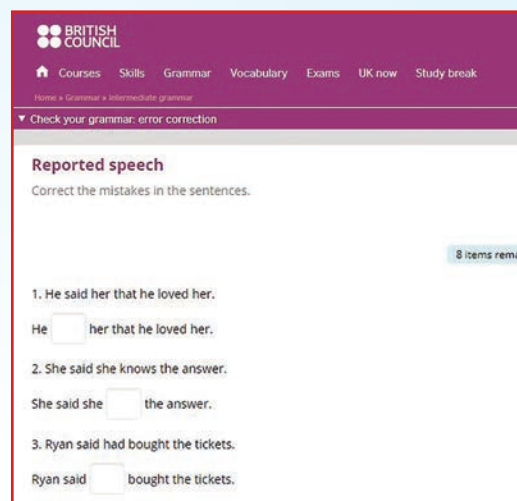 BRITISH
COUNCIL
Courses Skills Grammar Vocabulary Exams UK now Study break
Home » Grammar » Intermediate grammar
▼ Check your grammar: error correction
Reported speech
Correct the mistakes in the sentences.
8 items rema
1. He said her that he loved her.
He her that he loved her.
2. She said she knows the answer.
She said she the answer.
3. Ryan said had bought the tickets.
Ryan said bought the tickets.